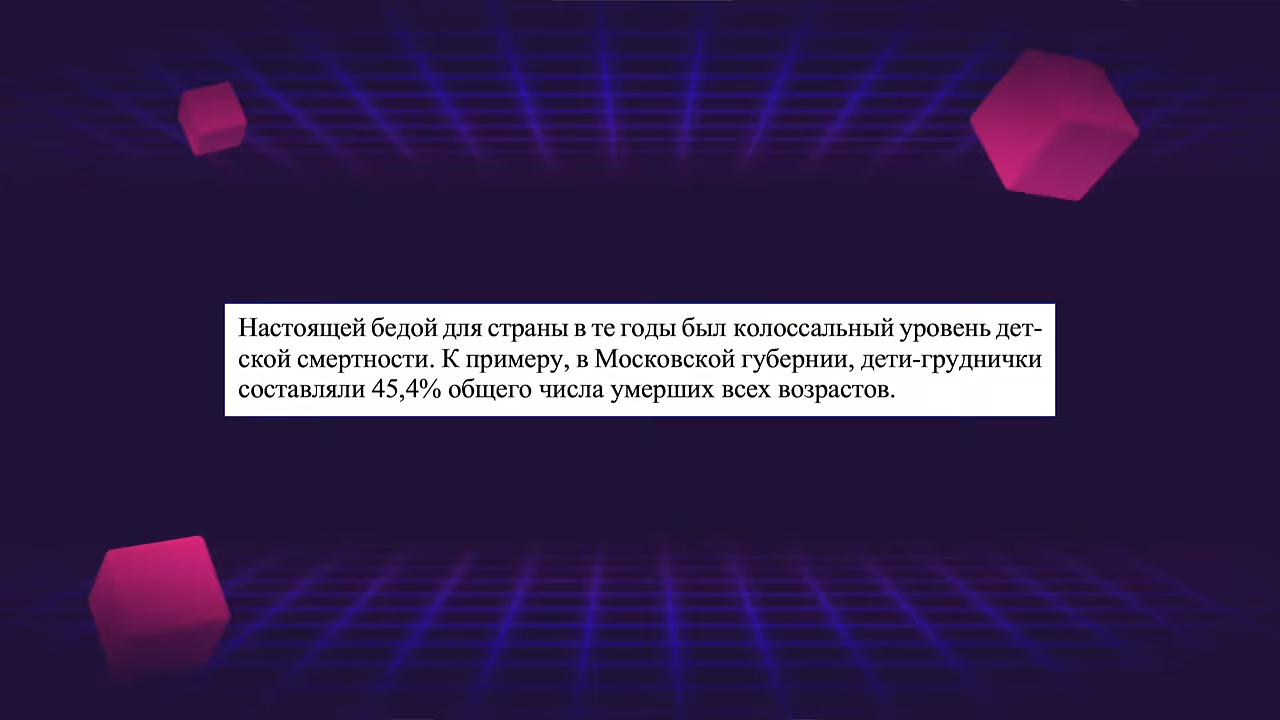 Настоящей бедой для страны в те годы был колоссальный уровень дет-
ской смертности. К примеру, в Московской губернии, дети-груднички
составляли 45,4% общего числа умерших всех возрастов.